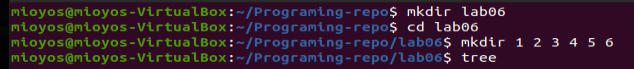 mioyos@mioyos-VirtualBox:~/Programing-repo$ mkdir lab06
mioyos@mioyos-VirtualBox:~/Programing-repo$ cd lab06
mioyos@mioyos-VirtualBox:~/Programing-repo/lab06$ mkdir 1 2 3 4 5 6
mioyos@mioyos-VirtualBox:~/Programing-repo/lab06$ tree